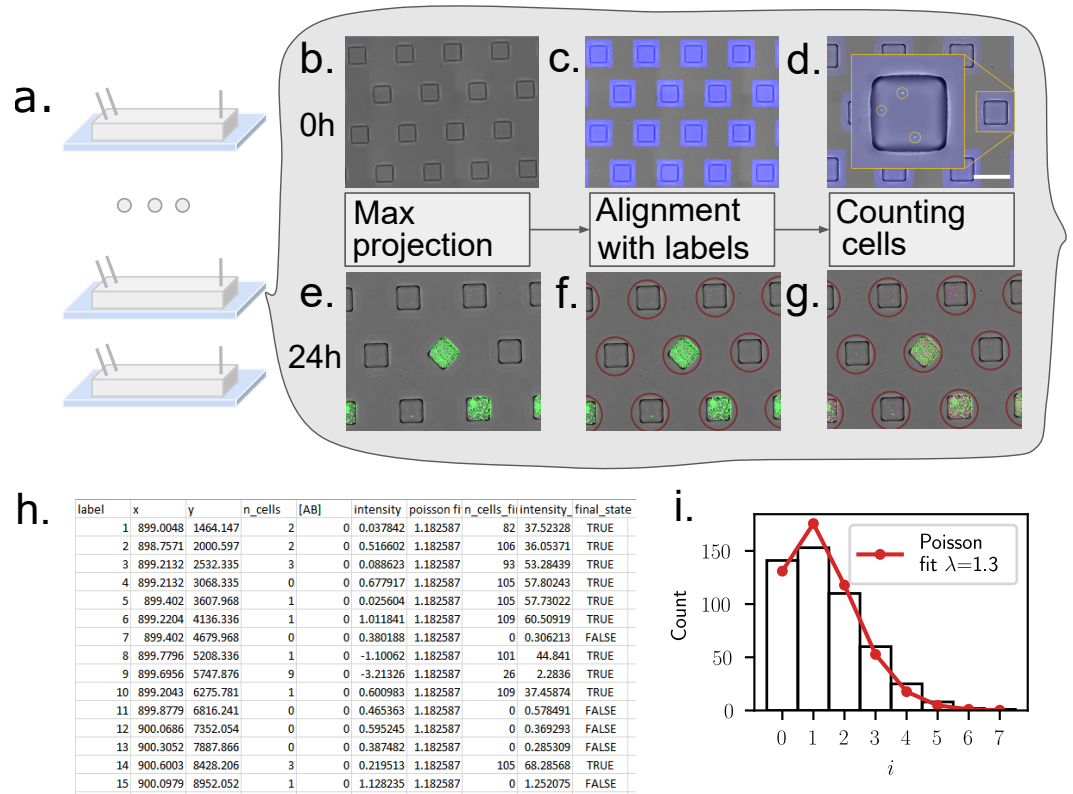 a.
b.
c.
d.
0h
Max
projection
Alignment
with labels
Counting
cells
e.
f.
g.
24h
h.
label x y n_cells [AB] intensity poisson fi n_cells_fi intensity_ final_state
1 899.0048 1464.147 2 0 0.037842 1.182587 82 37.52328 TRUE
2 898.7571 2000.597 2 0 0.516602 1.182587 106 36.05371 TRUE
3 899.2132 2532.335 3 0 0.088623 1.182587 93 53.28439 TRUE
4 899.2132 3068.335 0 0 0.677917 1.182587 105 57.80243 TRUE
5 899.402 3607.968 1 0 0.025604 1.182587 105 57.73022 TRUE
6 899.2204 4136.336 1 0 1.011841 1.182587 109 60.50919 TRUE
7 899.402 4679.968 0 0 0.380188 1.182587 0 0.306213 FALSE
8 899.7796 5208.336 1 0 -1.10062 1.182587 101 44.841 TRUE
9 899.6956 5747.876 9 0 -3.21326 1.182587 26 2.2836 TRUE
10 899.2043 6275.781 1 0 0.600983 1.182587 109 37.45874 TRUE
11 899.8779 6816.241 0 0 0.465363 1.182587 0 0.578491 FALSE
12 900.0686 7352.054 0 0 0.595245 1.182587 0 0.369293 FALSE
13 900.3052 7887.866 0 0 0.387482 1.182587 0 0.285309 FALSE
14 900.6003 8428.206 3 0 0.219513 1.182587 105 68.28568 TRUE
15 900.0979 8952.052 1 0 1.128235 1.182587 0 1.252075 FALSE
i.
Poisson
fit λ=1.3
Count
150
100
50
0
0 1 2 3 4 5 6 7
i